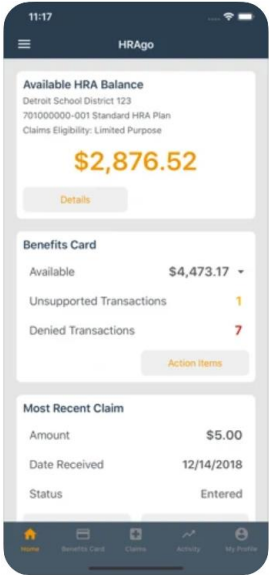 11:17
HRAgo
Available HRA Balance
Detroit School District 123
701000000-001 Standard HRA Plan
Claims Eligibility: Limited Purpose
$2,876.52
Details
Benefits Card
Available $4,473.17
Unsupported Transactions 1
Denied Transactions 7
Action Items
Most Recent Claim
Amount $5.00
Date Received 12/14/2018
Status Entered
Home Benefits Card Claims Activity My Profile